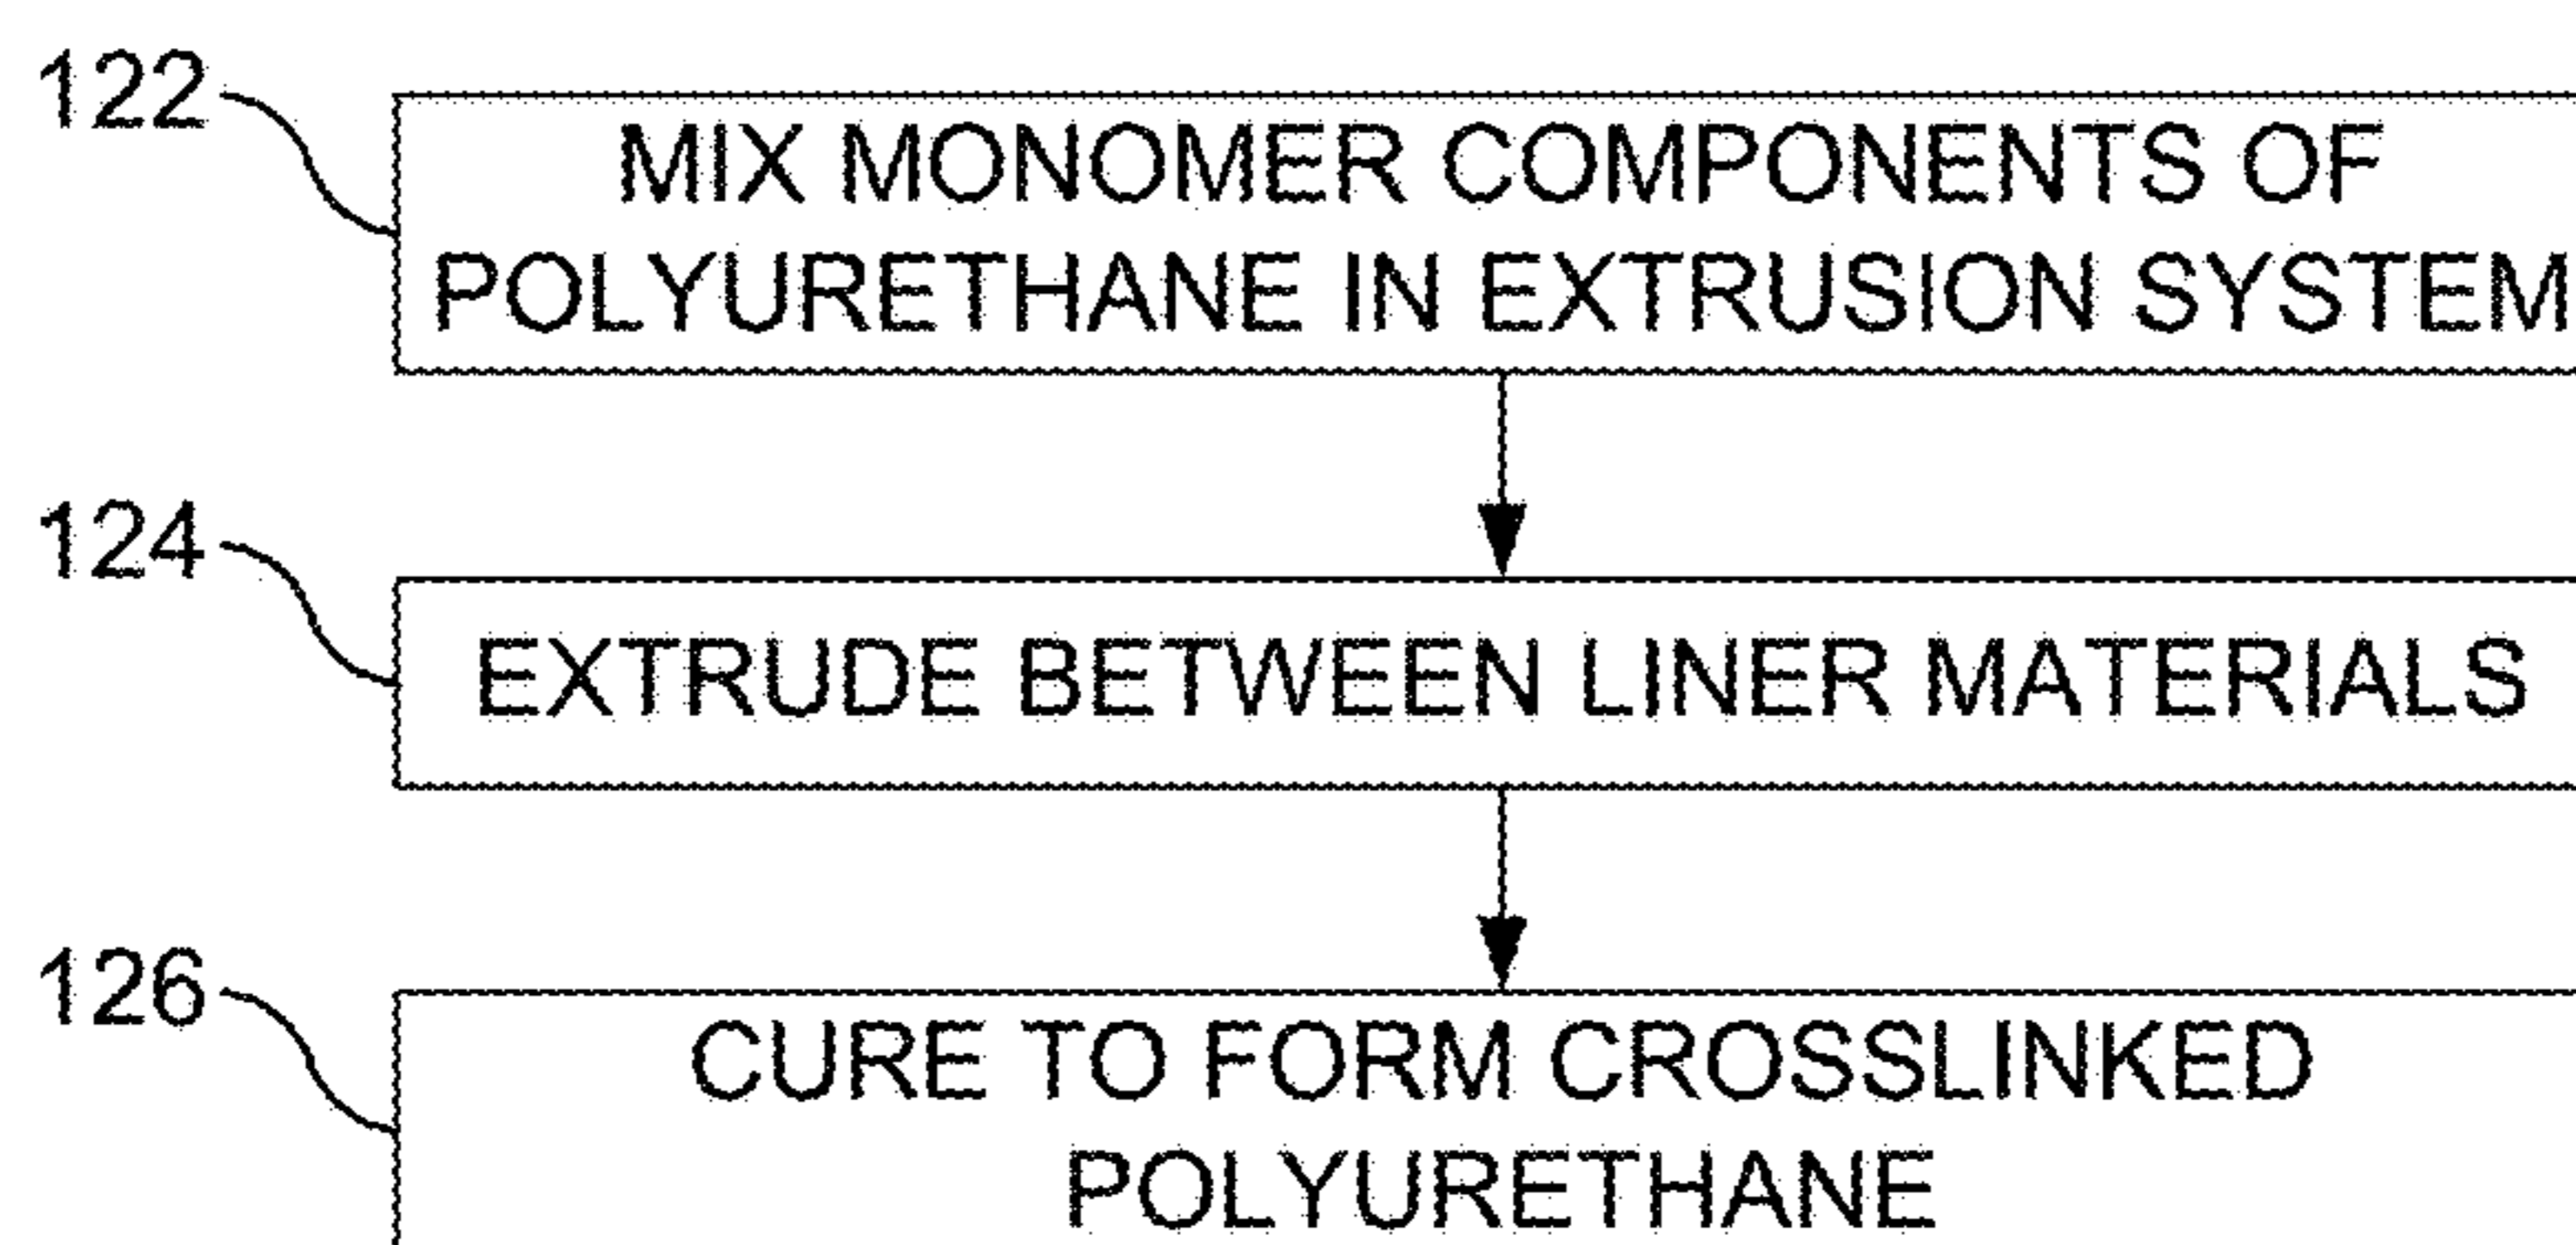 122
MIX MONOMER COMPONENTS OF
POLYURETHANE IN EXTRUSION SYSTEM
124
EXTRUDE BETWEEN LINER MATERIALS
126
CURE TO FORM CROSSLINKED
POLYURETHANE